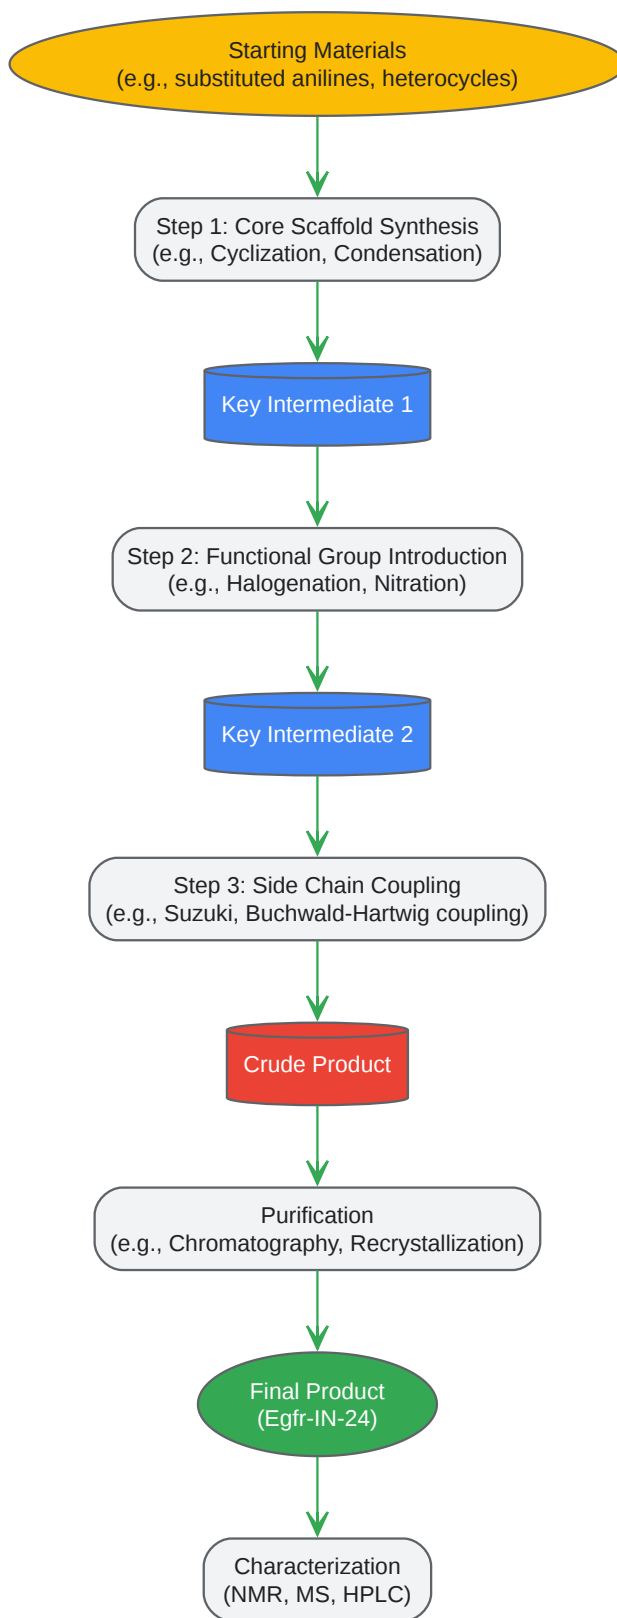 Starting Materials
(e.g., substituted anilines, heterocycles)
Step 1: Core Scaffold Synthesis
(e.g., Cyclization, Condensation)
Key Intermediate 1
Step 2: Functional Group Introduction
(e.g., Halogenation, Nitration)
Key Intermediate 2
Step 3: Side Chain Coupling
(e.g., Suzuki, Buchwald-Hartwig coupling)
Crude Product
Purification
(e.g., Chromatography, Recrystallization)
Final Product
(Egfr-IN-24)
Characterization
(NMR, MS, HPLC)